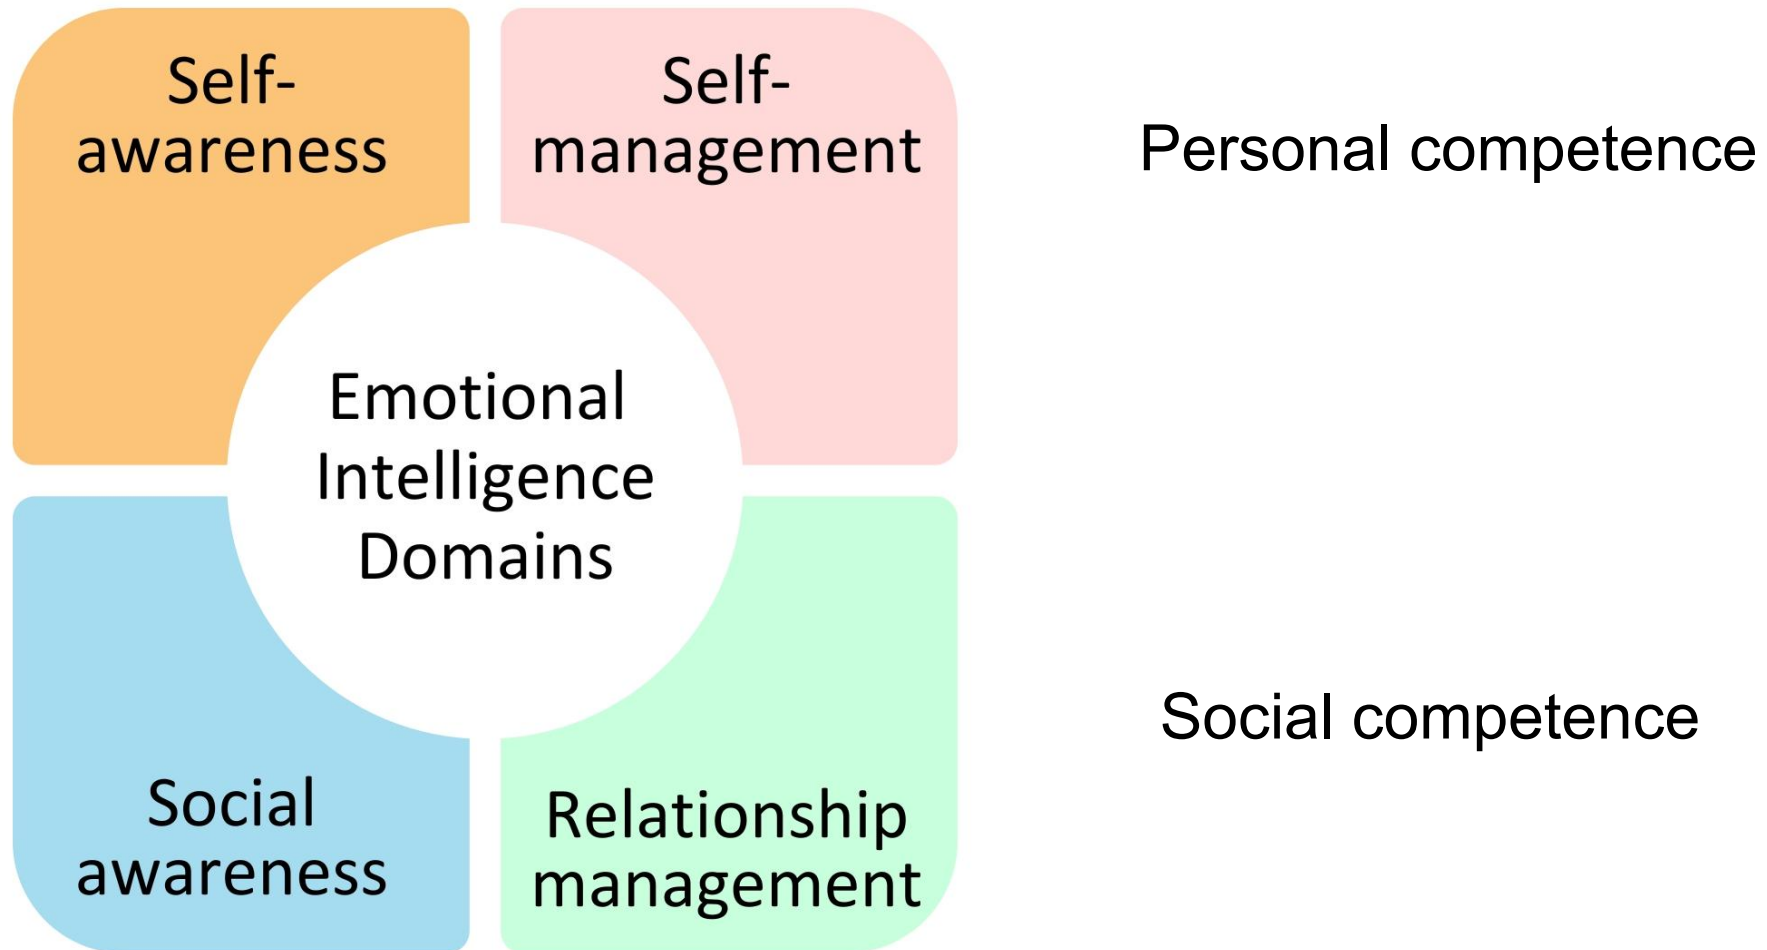 Self-
awareness
Self-
management
Personal competence
Emotional
Intelligence
Domains
Social competence
Social
awareness
Relationship
management